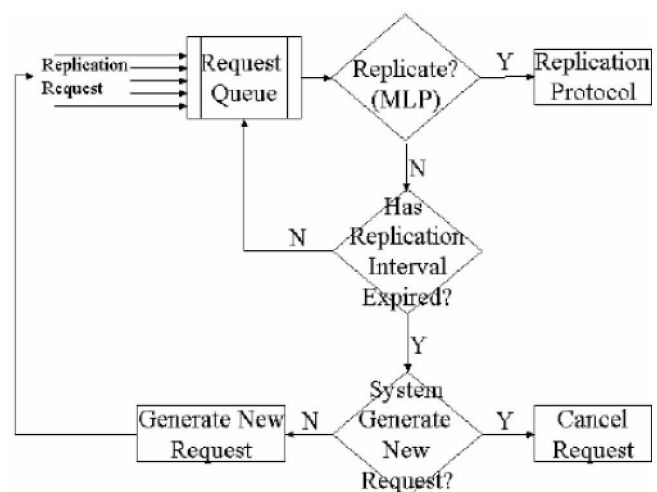 Replication
Request
Request
Queue
Replicate?
(MLP)
Y
Replication
Protocol
N
Has
Replication
Interval
Expired?
N
Y
System
Generate
New
Request?
N
Generate New
Request
Y
Cancel
Request